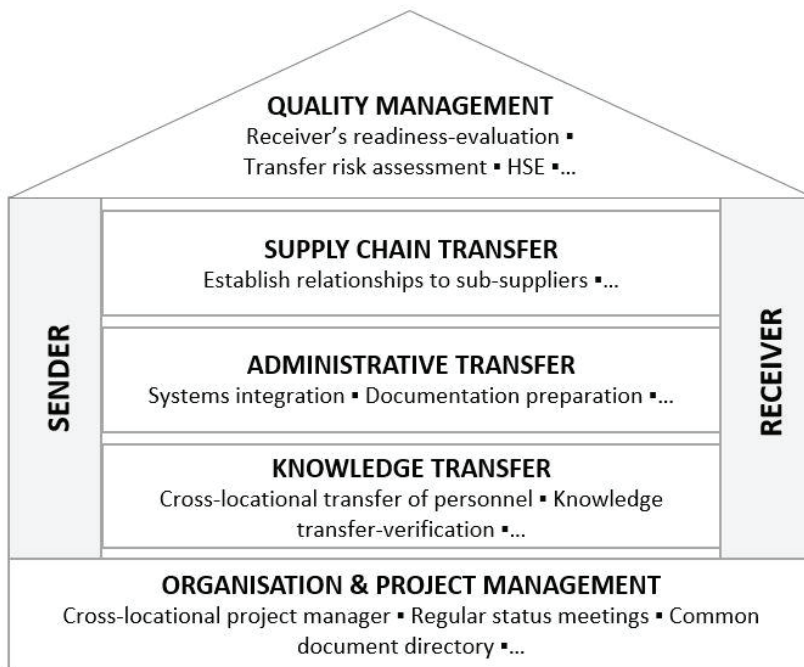 QUALITY MANAGEMENT
Receiver’s readiness-evaluation ▪
Transfer risk assessment ▪ HSE ▪…
SENDER
SUPPLY CHAIN TRANSFER
Establish relationships to sub-suppliers ▪…
ADMINISTRATIVE TRANSFER
Systems integration ▪ Documentation preparation ▪…
KNOWLEDGE TRANSFER
Cross-locational transfer of personnel ▪ Knowledge
transfer-verification ▪…
RECEIVER
ORGANISATION & PROJECT MANAGEMENT
Cross-locational project manager ▪ Regular status meetings ▪ Common
document directory ▪…